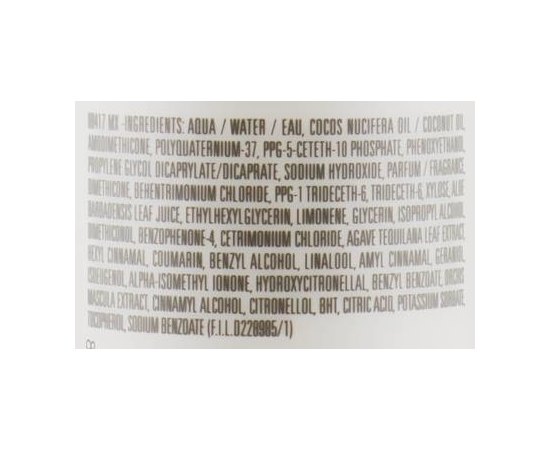 MX -INGREDIENTS: AQUA / WATER / EAU, COCOS NUCIFERA OIL / COCONUT OIL,
AMODIMETHICONE, POLYQUATERNIUM-37, PPG-5-CETETH-10 PHOSPHATE, PHENOXYETHANOL,
PROPYLENE GLYCOL DICAPRYLATE/DICAPRATE, SODIUM HYDROXIDE, PARFUM / FRAGRANCE,
DIMETHICONE, BEHENTRIMONIUM CHLORIDE, PPG-1 TRIDECETH-6, TRIDECETH-6, XYLOSE, ALOE
BARBADENSIS LEAF JUICE, ETHYLHEXYLGLYCERIN, LIMONENE, GLYCERIN, ISOPROPYL ALCOHOL,
DIMETHICONOL, BENZOPHENONE-4, CETRIMONIUM CHLORIDE, AGAVE TEQUILANA LEAF EXTRACT,
HEXYL CINNAMAL, COUMARIN, BENZYL ALCOHOL, LINALOOL, AMYL CINNAMAL, GERANIOL,
ISOEUGENOL, ALPHA-ISOMETHYL IONONE, HYDROXYCITRONELLAL, BENZYL BENZOATE, ORCHIS
MASCULA EXTRACT, CINNAMYL ALCOHOL, CITRONELLOL, BHT, CITRIC ACID, POTASSIUM SORBATE,
TOCOPHEROL, SODIUM BENZOATE (F.I.L. D228985/1)